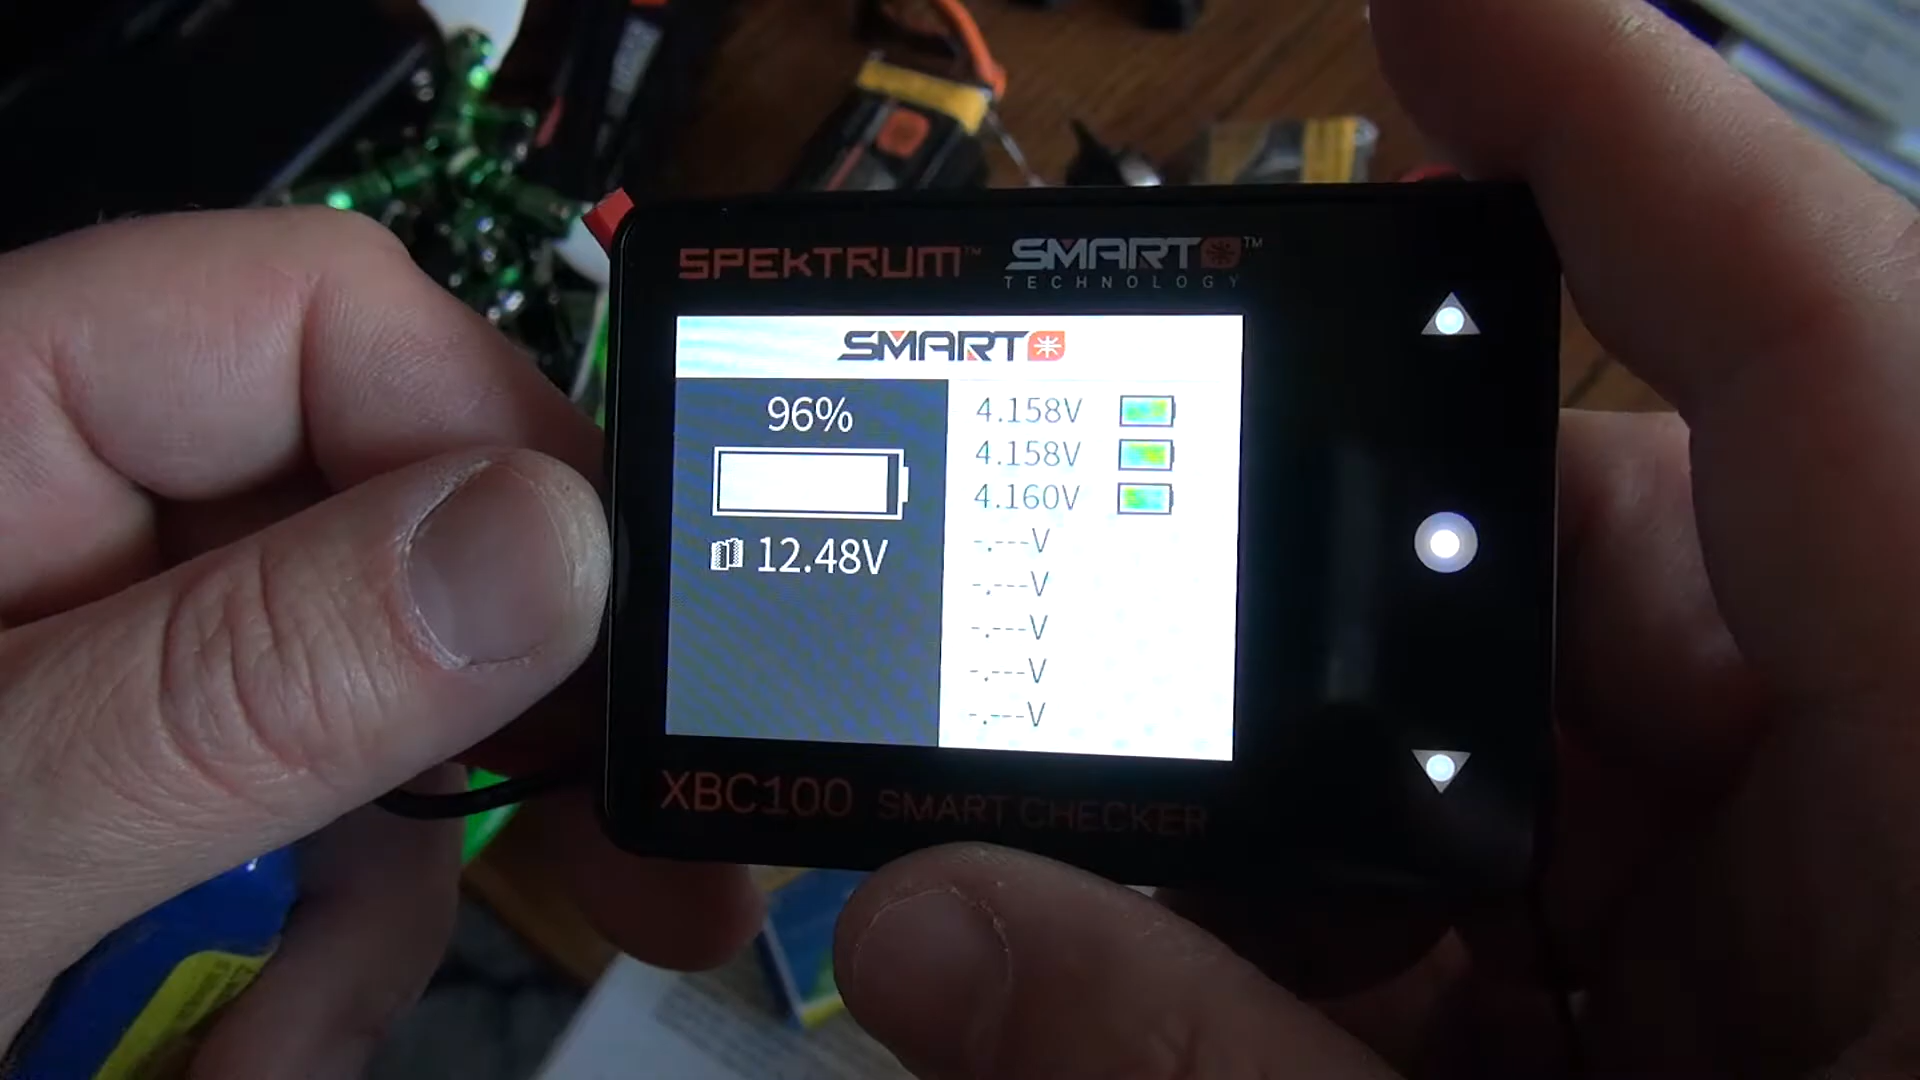 SPEKTRUM™ SMART™
TECHNOLOGY
SMART
96%
12.48V
4.158V
4.158V
4.160V
-.---V
-.---V
-.---V
-.---V
-.---V
XBC100 SMART CHECKER